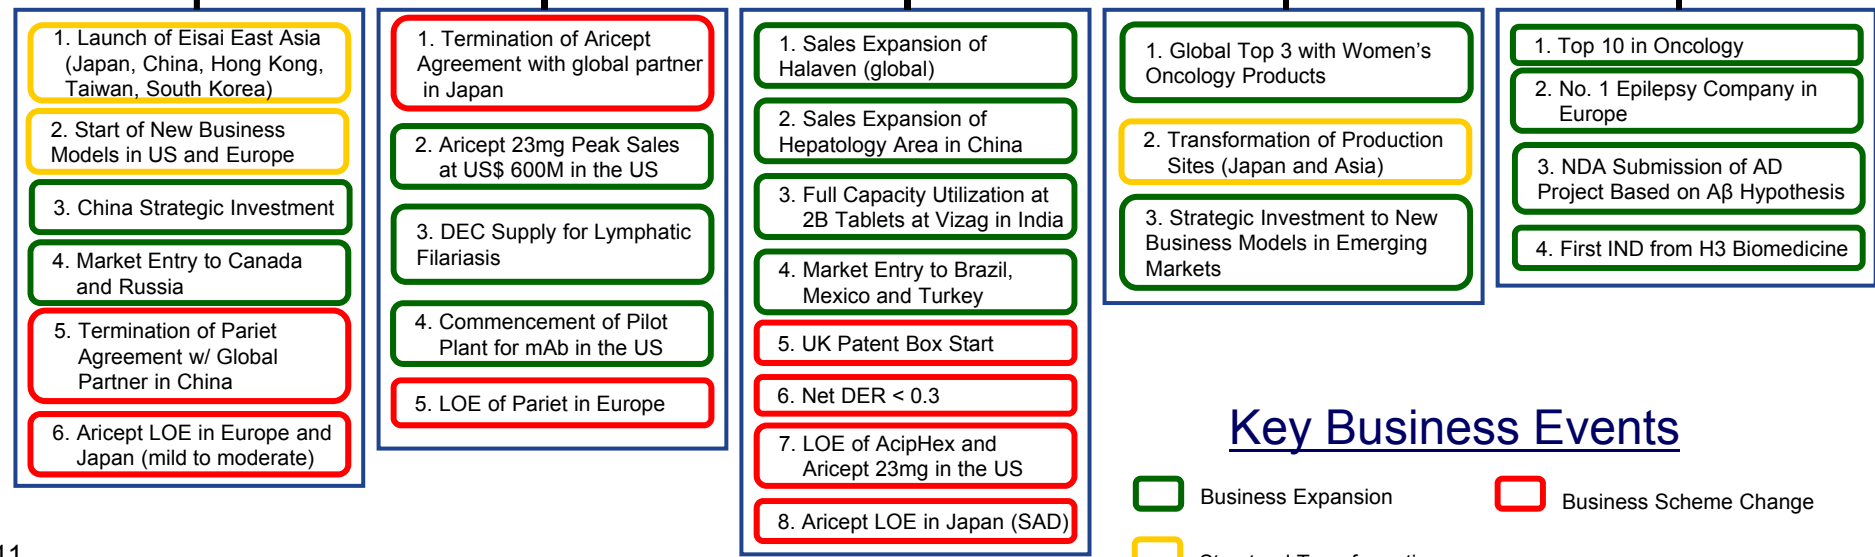 1. Launch of Eisai East Asia
(Japan, China, Hong Kong,
Taiwan, South Korea)
2. Start of New Business
Models in US and Europe
3. China Strategic Investment
4. Market Entry to Canada
and Russia
5. Termination of Pariet
Agreement w/ Global
Partner in China
6. Aricept LOE in Europe and
Japan (mild to moderate)
1. Termination of Aricept
Agreement with global partner
in Japan
2. Aricept 23mg Peak Sales
at US$ 600M in the US
3. DEC Supply for Lymphatic
Filariasis
4. Commencement of Pilot
Plant for mAb in the US
5. LOE of Pariet in Europe
1. Sales Expansion of
Halaven (global)
2. Sales Expansion of
Hepatology Area in China
3. Full Capacity Utilization at
2B Tablets at Vizag in India
4. Market Entry to Brazil,
Mexico and Turkey
5. UK Patent Box Start
6. Net DER < 0.3
7. LOE of AcipHex and
Aricept 23mg in the US
8. Aricept LOE in Japan (SAD)
1. Global Top 3 with Women's
Oncology Products
2. Transformation of Production
Sites (Japan and Asia)
3. Strategic Investment to New
Business Models in Emerging
Markets
1. Top 10 in Oncology
2. No. 1 Epilepsy Company in
Europe
3. NDA Submission of AD
Project Based on Aβ Hypothesis
4. First IND from H3 Biomedicine
Key Business Events
Business Expansion
Business Scheme Change